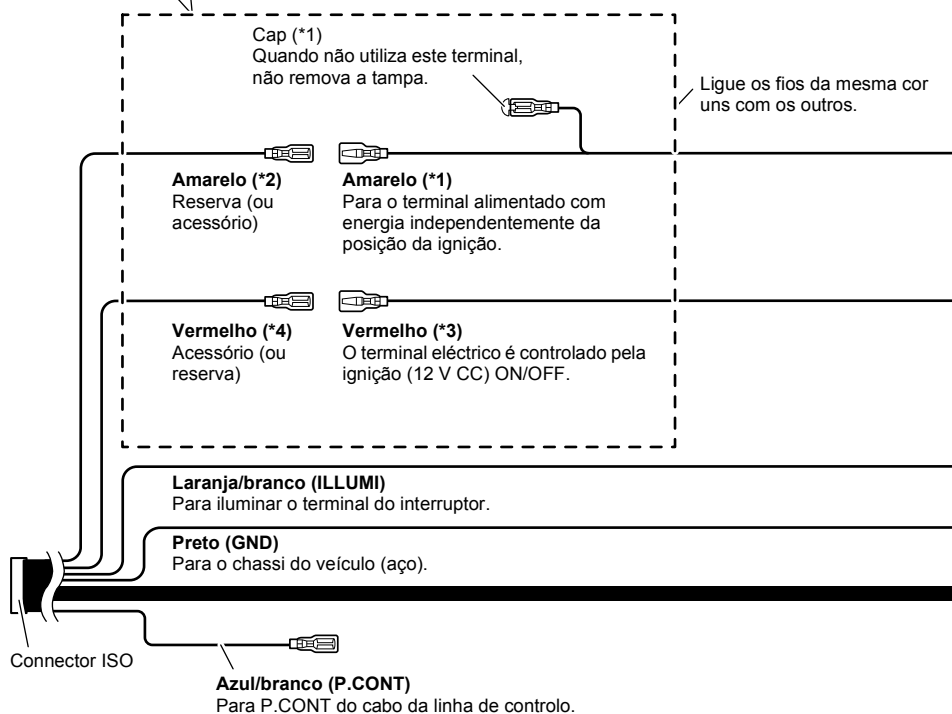 Cap (*1)
Quando não utiliza este terminal,
não remova a tampa.
Ligue os fios da mesma cor
uns com os outros.
Amarelo (*2)
Reserva (ou
acessório)
Amarelo (*1)
Para o terminal alimentado com
energia independentemente da
posição da ignição.
Vermelho (*4)
Acessório (ou
reserva)
Vermelho (*3)
O terminal eléctrico é controlado pela
ignição (12 V CC) ON/OFF.
Laranja/branco (ILLUMI)
Para iluminar o terminal do interruptor.
Preto (GND)
Para o chassi do veículo (aço).
Connector ISO
Azul/branco (P.CONT)
Para P.CONT do cabo da linha de controlo.